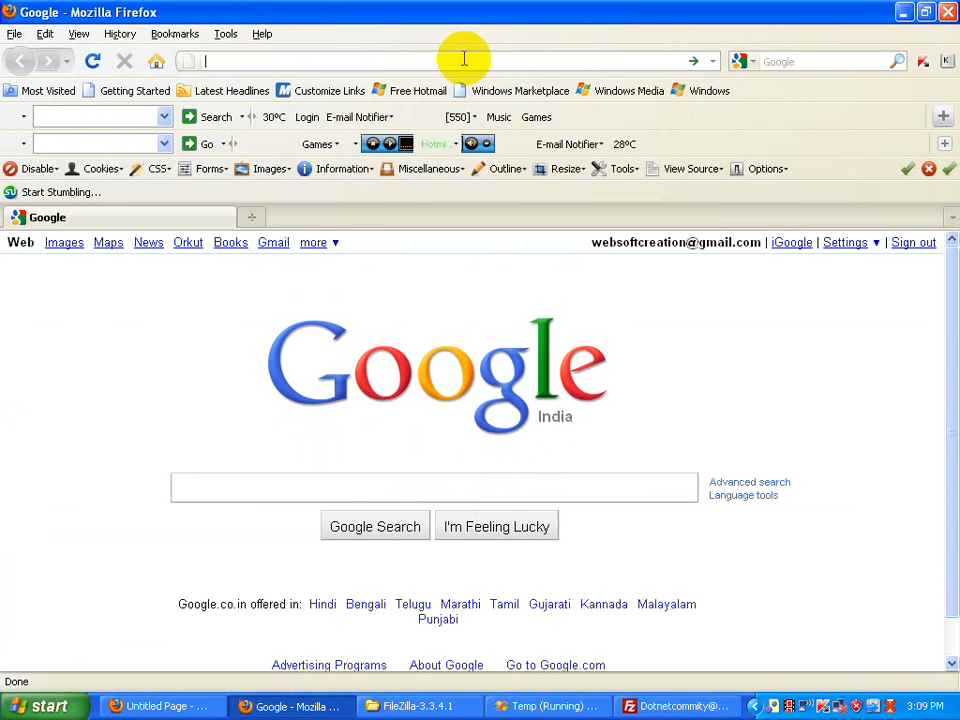 Google - Mozilla Firefox
File Edit View History Bookmarks Tools Help
Google
K
Most Visited Getting Started Latest Headlines Customize Links Free Hotmail Windows Marketplace Windows Media Windows
Search 30ºC Login E-mail Notifier [550] Music Games
Go Games Hotmi... E-mail Notifier 28ºC
Disable Cookies CSS Forms Images Information Miscellaneous Outline Resize Tools View Source Options
Start Stumbling...
Google
Web Images Maps News Orkut Books Gmail more ▼ websoftcreation@gmail.com | iGoogle | Settings ▼ | Sign out
Google
India
Advanced search
Language tools
Google Search I'm Feeling Lucky
Google.co.in offered in: Hindi Bengali Telugu Marathi Tamil Gujarati Kannada Malayalam
Punjabi
Advertising Programs About Google Go to Google.com
Done
start Untitled Page - ... Google - Mozilla ... FileZilla-3.3.4.1 Temp (Running) ... Dotnetcommity@... 3:09 PM